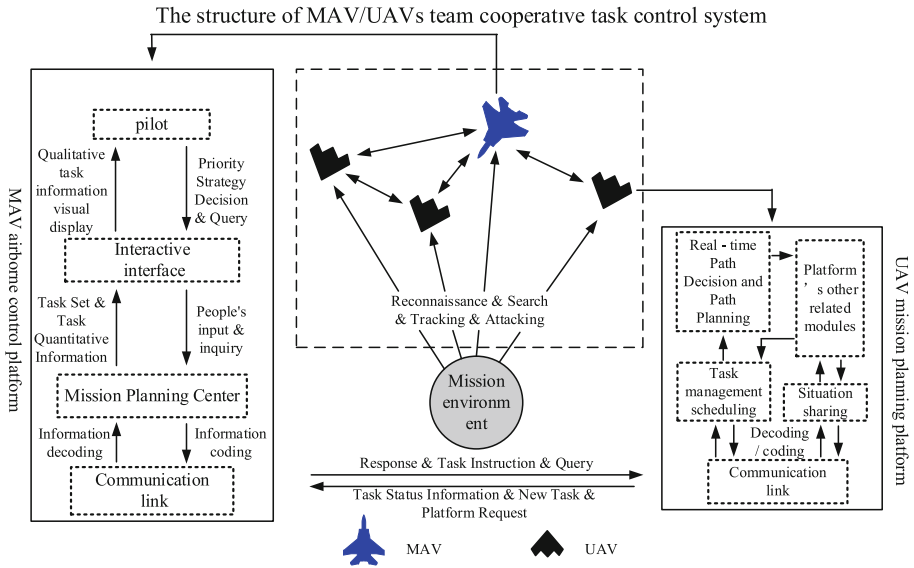 The structure of MAV/UAVs team cooperative task control system
MAV airborne control platform
pilot
Qualitative
task
information
visual
display
Priority
Strategy
Decision
& Query
Interactive
interface
Task Set &
Task
Quantitative
Information
People's
input &
inquiry
Mission Planning Center
Information
decoding
Information
coding
Communication
link
Reconnaissance & Search
& Tracking & Attacking
Mission
environm
ent
Response & Task Instruction & Query
Task Status Information & New Task &
Platform Request
MAV
UAV
Real - time
Path
Decision and
Path
Planning
Platform
’ s other
related
modules
Task
management
scheduling
Situation
sharing
Decoding
/ coding
Communication
link
UAV mission planning platform